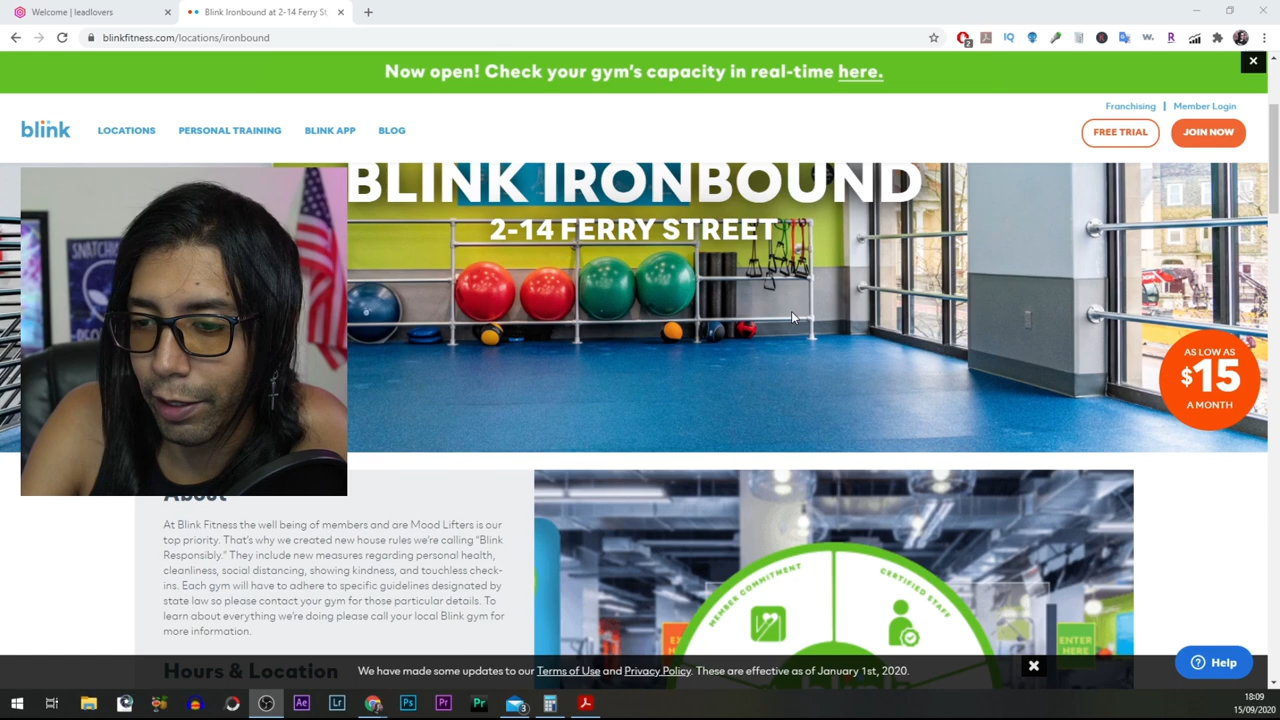 Welcome | leadlovers
Blink Ironbound at 2-14 Ferry St.
blinkfitness.com/locations/ironbound
Now open! Check your gym's capacity in real-time here.
Franchising | Member Login
blink
LOCATIONS
PERSONAL TRAINING
BLINK APP
BLOG
FREE TRIAL
JOIN NOW
BLINK IRONBOUND
2-14 FERRY STREET
SNATCHI
AS LOW AS
$15
A MONTH
About
At Blink Fitness the well being of members and are Mood Lifters is our
top priority. That's why we created new house rules we're calling "Blink
Responsibly." They include new measures regarding personal health,
cleanliness, social distancing, showing kindness, and touchless check-
ins. Each gym will have to adhere to specific guidelines designated by
state law so please contact your gym for those particular details. To
learn about everything we're doing please call your local Blink gym for
more information.
MEMBER COMMITMENT
CERTIFIED STAFF
ENTER
HERE
Hours & Location
We have made some updates to our Terms of Use and Privacy Policy. These are effective as of January 1st, 2020.
Help
18:09
15/09/2020